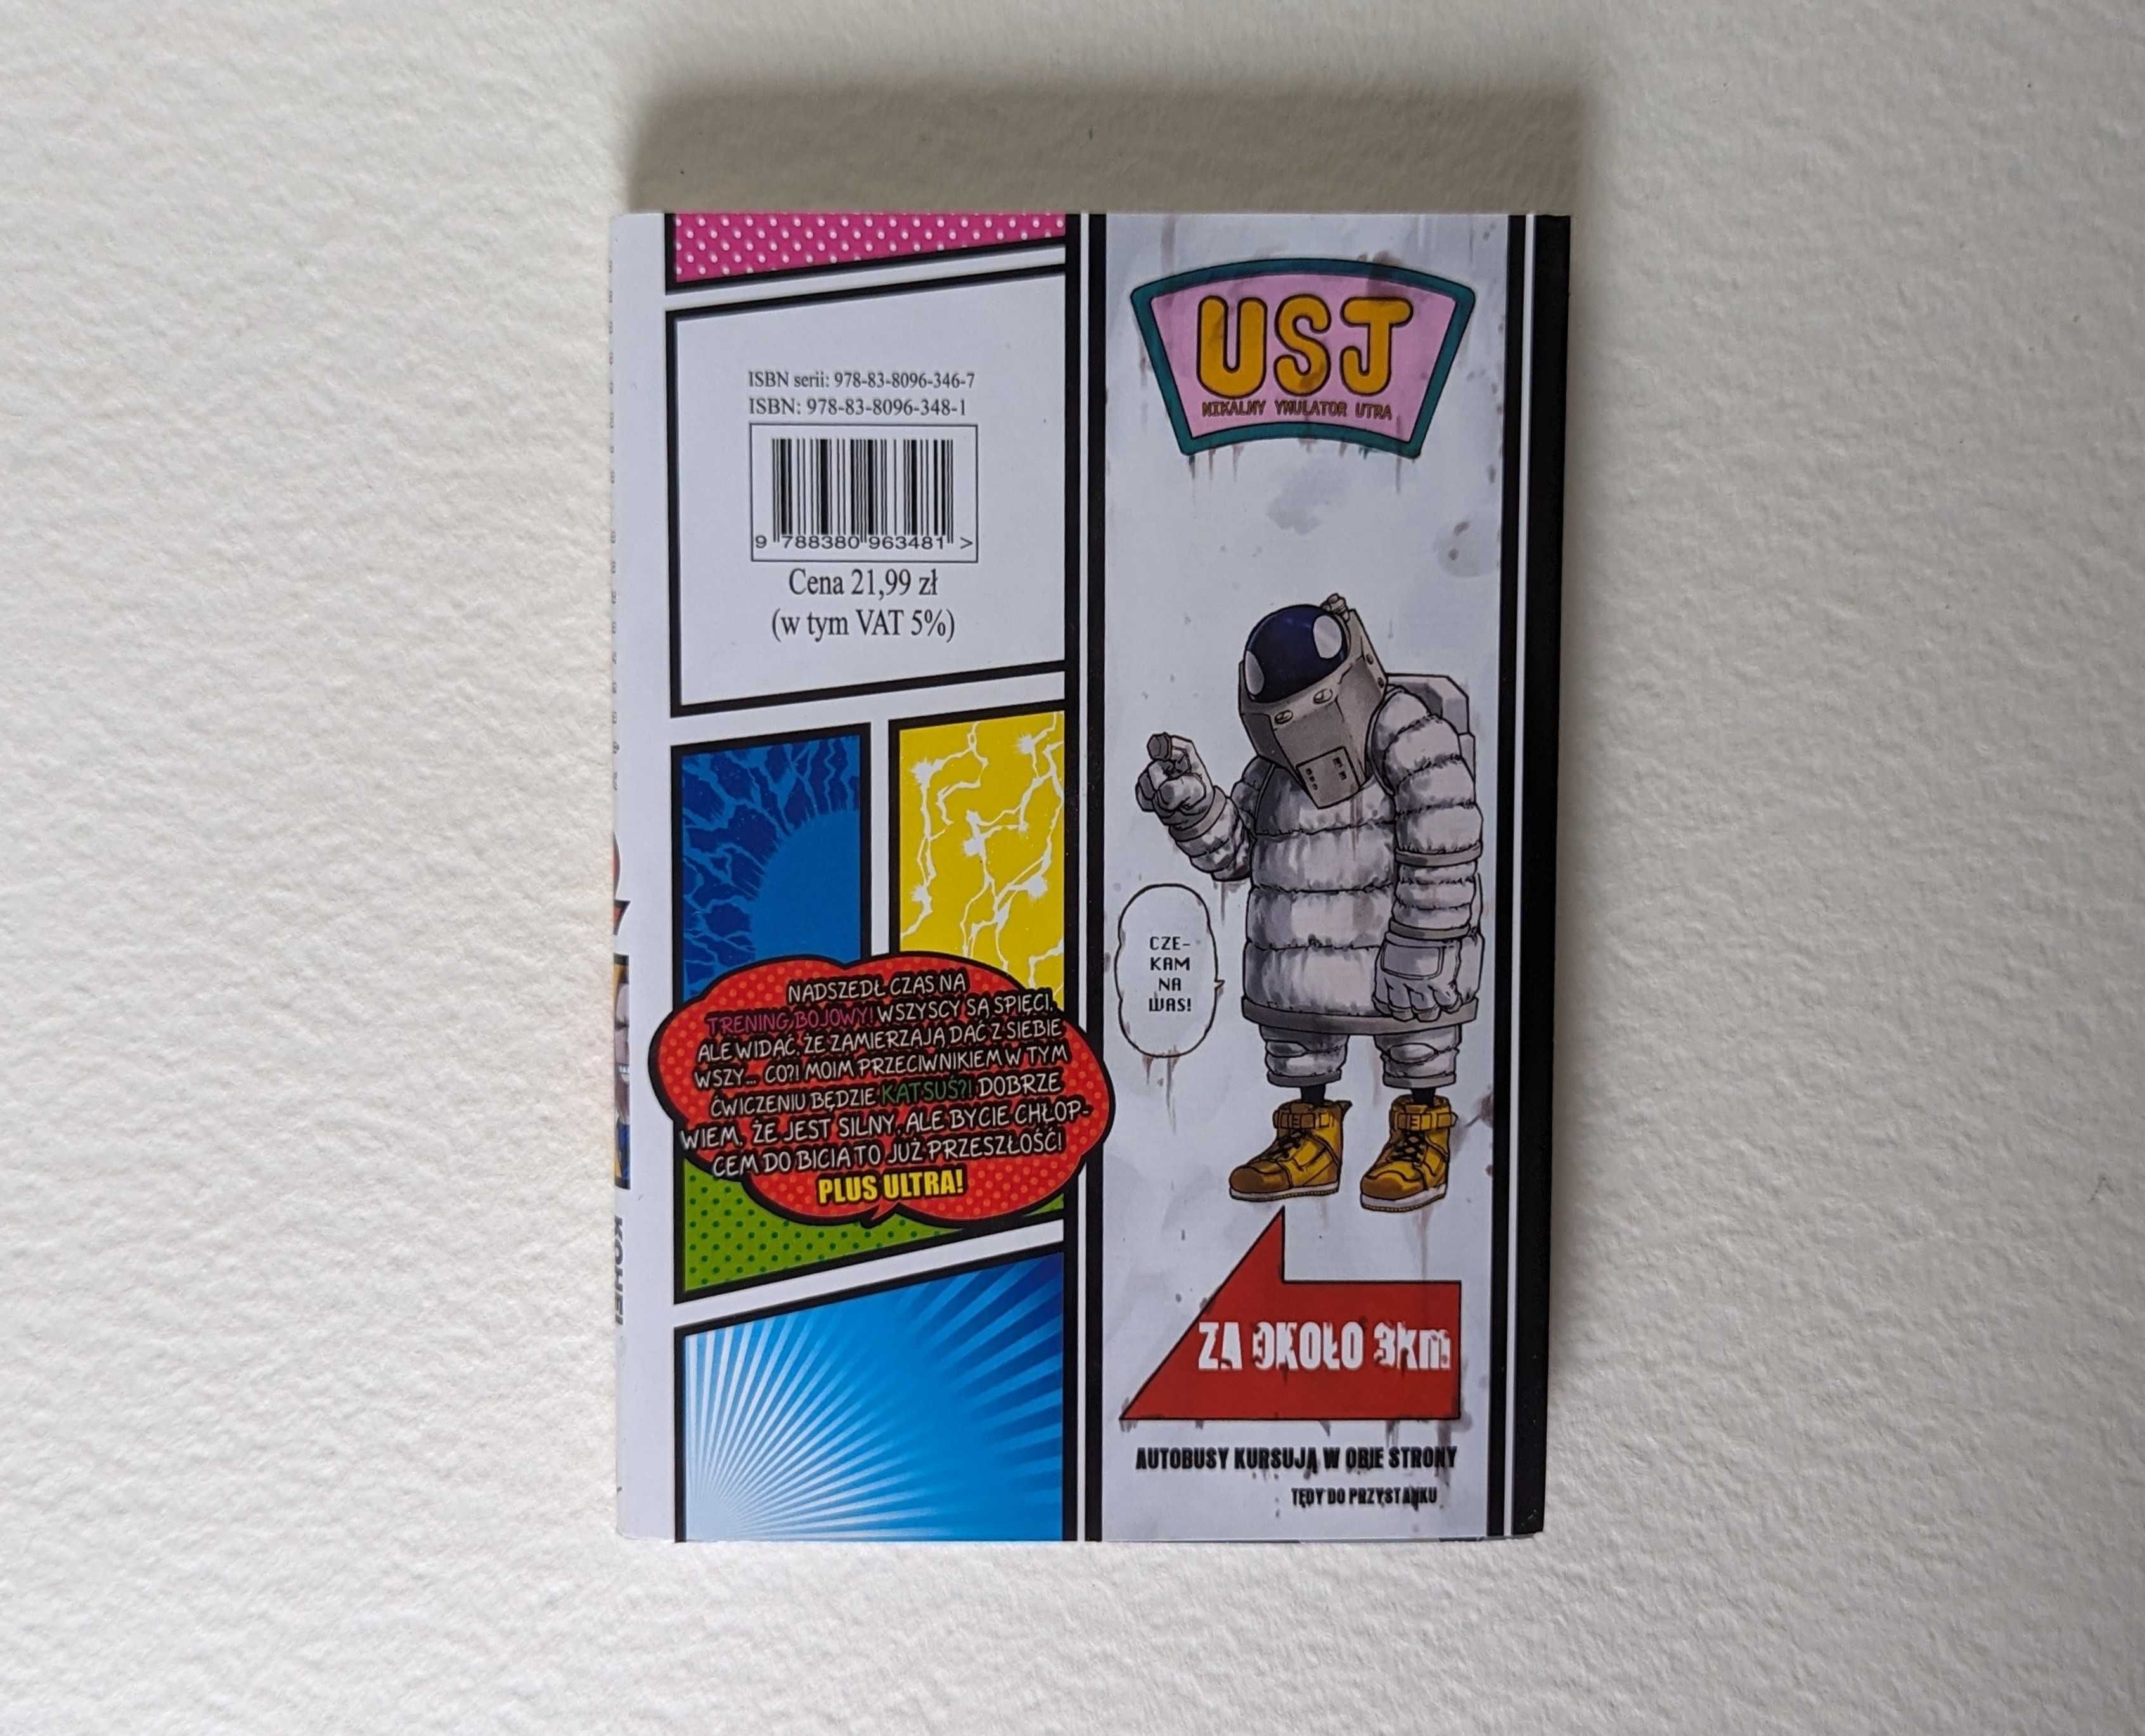 ISBN serii: 978-83-8096-346-7
ISBN: 978-83-8096-348-1
9 788380 963481 >
Cena 21,99 zł
(w tym VAT 5%)
NADSZEDŁ CZAS NA
TRENING BOJOWY! WSZYSCY SĄ SPIĘCI,
ALE WIDAĆ, ŻE ZAMIERZAJĄ DAĆ Z SIEBIE
WSZY... CO?! MOIM PRZECIWNIKIEM W TYM
ĆWICZENIU BĘDZIE KATSUŚ?! DOBRZE
WIEM, ŻE JEST SILNY, ALE BYCIE CHŁOP-
CEM DO BICIA TO JUŻ PRZESZŁOŚĆ!
PLUS ULTRA!
USJ
NIKALNY YMULATOR UTRA
CZE-
KAM
NA
WAS!
ZA OKOŁO 3km
AUTOBUSY KURSUJĄ W OBIE STRONY
TĘDY DO PRZYSTANKU
KOHEI